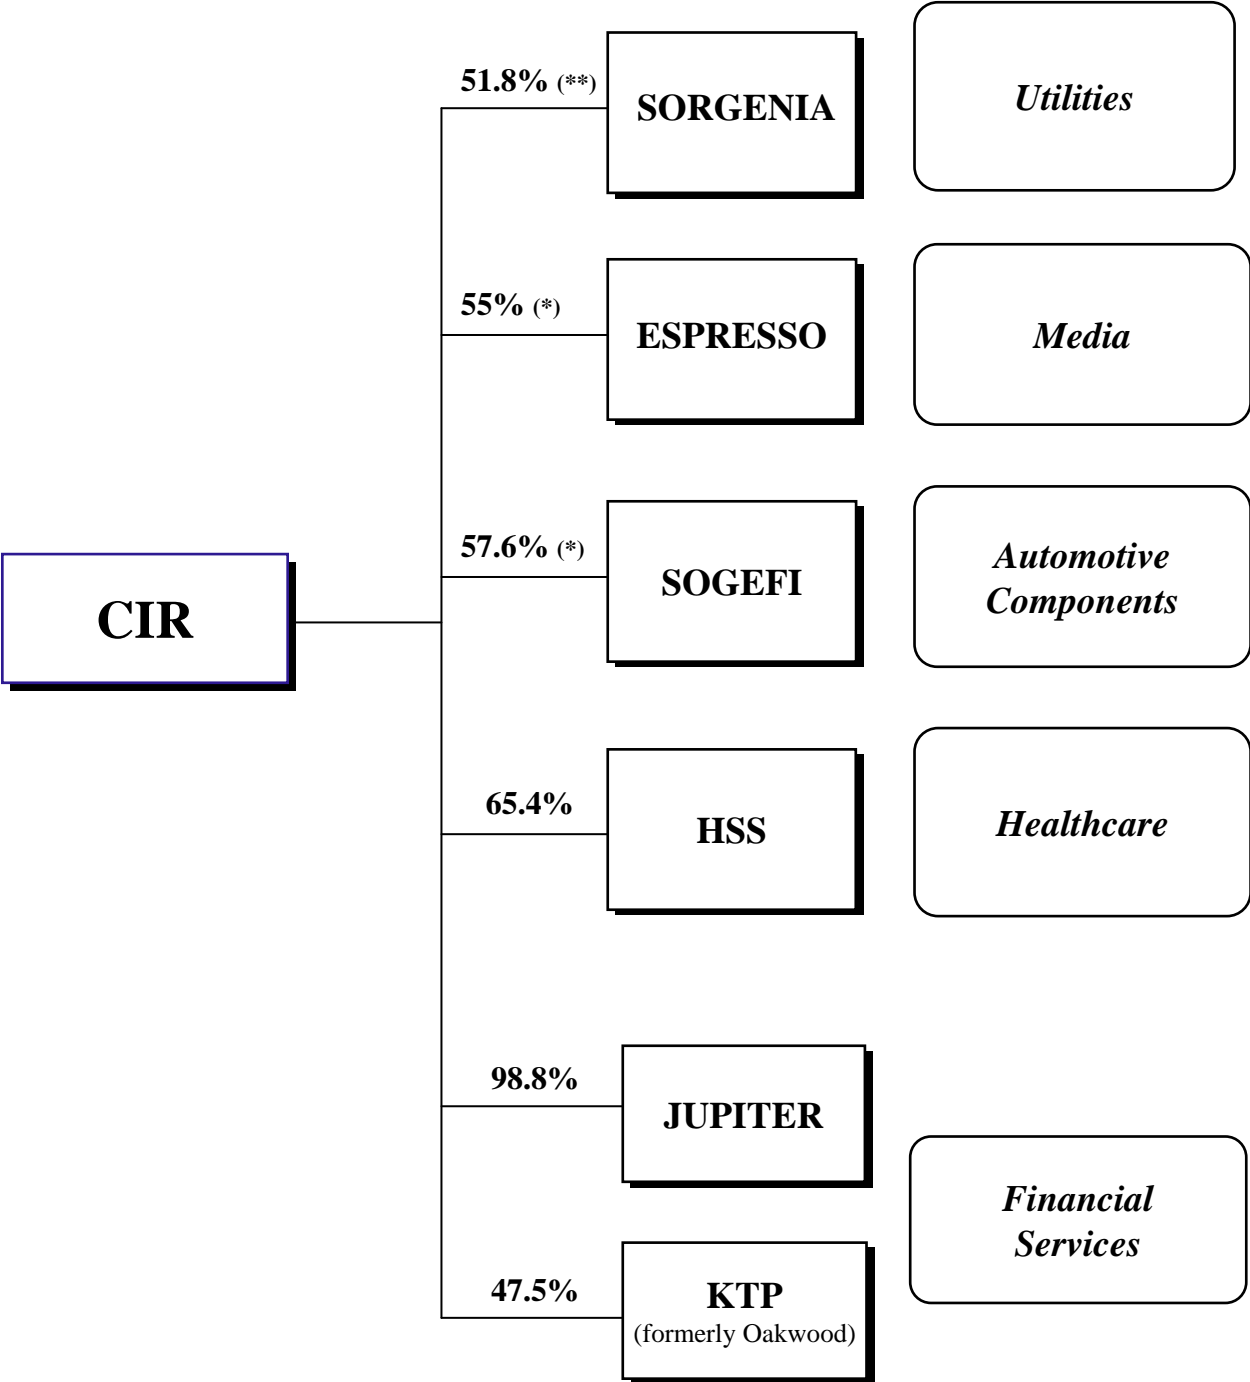 51.8% (**)
SORGENIA
Utilities
55% (*)
ESPRESSO
Media
57.6% (*)
SOGEFI
Automotive
Components
CIR
65.4%
HSS
Healthcare
98.8%
JUPITER
Financial
Services
47.5%
KTP
(formerly Oakwood)